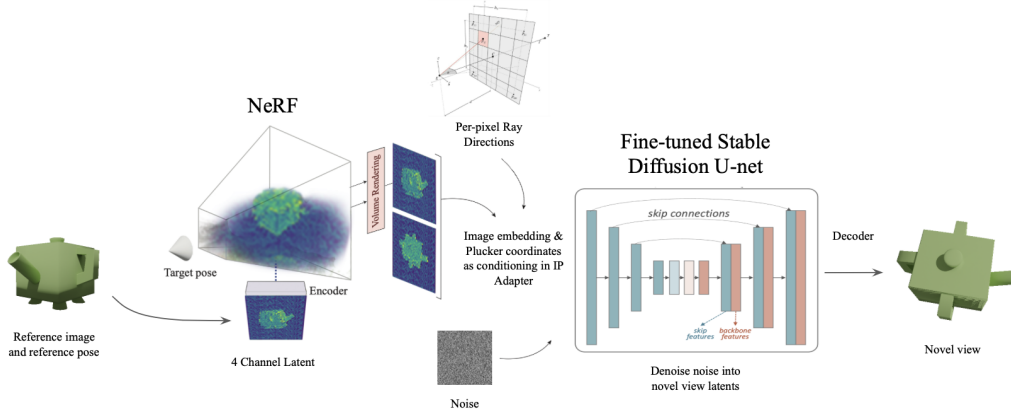 NeRF
Volume Rendering
Per-pixel Ray
Directions
Fine-tuned Stable
Diffusion U-net
skip connections
Image embedding &
Plucker coordinates
as conditioning in IP
Adapter
Decoder
Target pose
Encoder
skip
features
backbone
features
Reference image
and reference pose
4 Channel Latent
Novel view
Denoise noise into
novel view latents
Noise